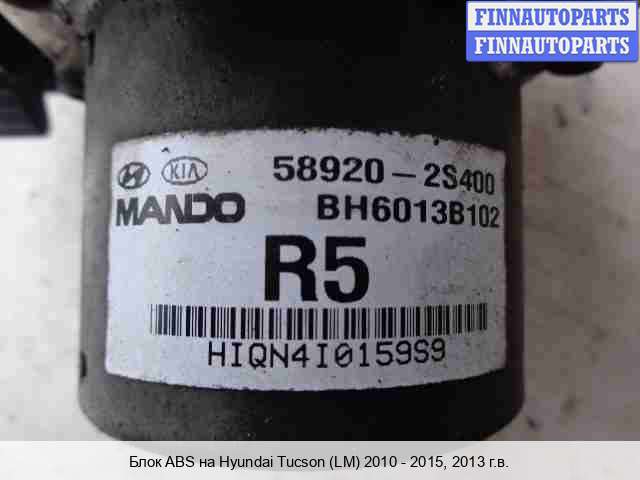 FINNAUTOPARTS
FINNAUTOPARTS
KIA 58920-2S400
MANDO BH6013B102
R5
HIQN4I0159S9
Блок ABS на Hyundai Tucson (LM) 2010 - 2015, 2013 г.в.